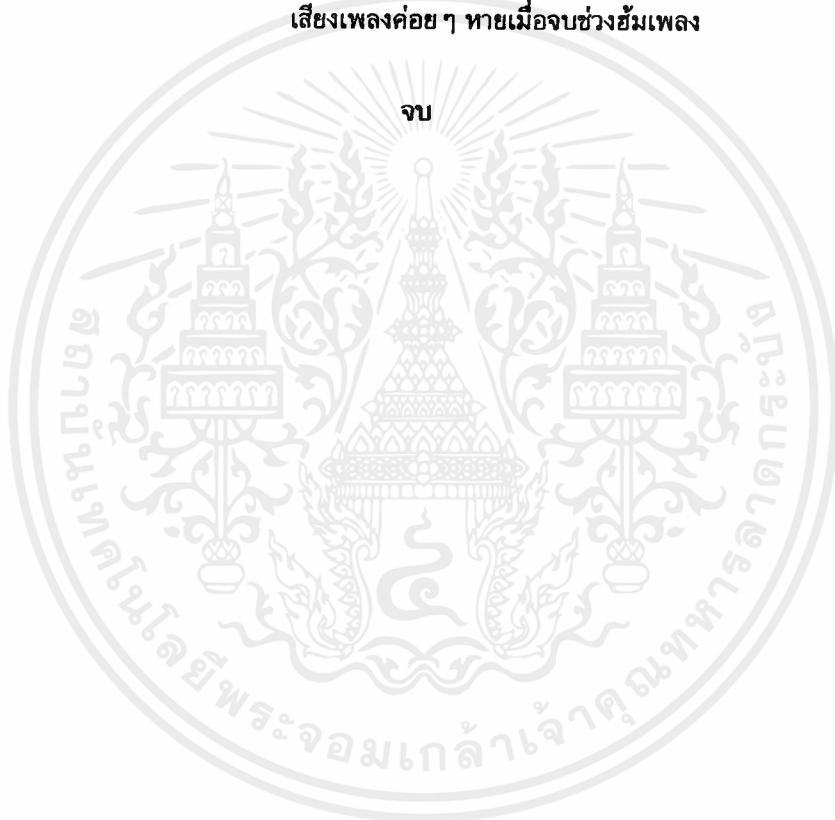 เสียงเพลงค่อย ๆ หายเมื่อจบช่วงฮัมเพลง
จบ
สถาบันเทคโนโลยีพระจอมเกล้าเจ้าคุณทหารลาดกระบัง